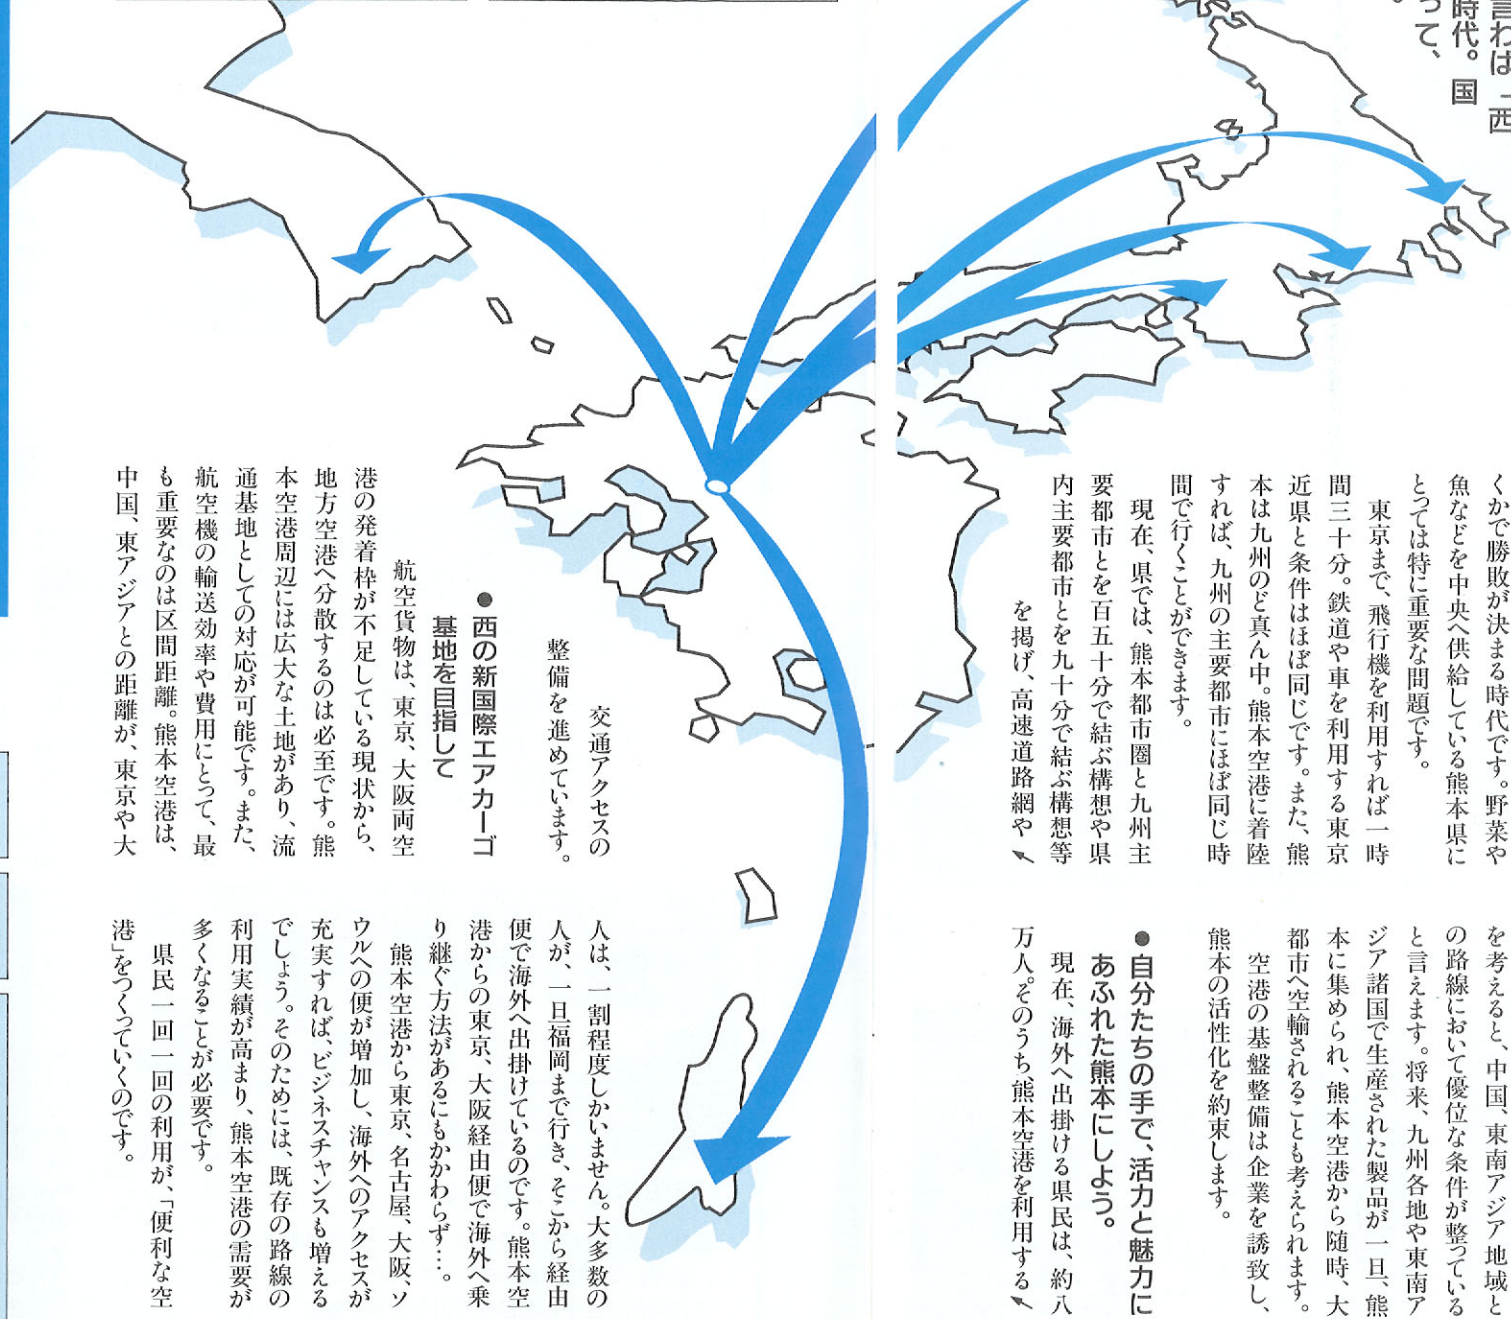 言わば「西
時代。国
って、
くかで勝敗が決まる時代です。野菜や
魚などを中央へ供給している熊本県に
とっては特に重要な問題です。
東京まで、飛行機を利用すれば一時
間三十分。鉄道や車を利用する東京
近県と条件はほぼ同じです。また、熊
本は九州のど真ん中。熊本空港に着陸
すれば、九州の主要都市にほぼ同じ時
間で行くことができます。
現在、県では、熊本都市圏と九州主
要都市とを百五十分で結ぶ構想や県
内主要都市とを九十分で結ぶ構想等
を掲げ、高速道路網や
交通アクセスの
整備を進めています。
●西の新国際エアカーゴ
基地を目指して
航空貨物は、東京、大阪両空
港の発着枠が不足している現状から、
地方空港へ分散するのは必至です。熊
本空港周辺には広大な土地があり、流
通基地としての対応が可能です。また、
航空機の輸送効率や費用にとって、最
も重要なのは区間距離。熊本空港は、
中国、東アジアとの距離が、東京や大
を考えると、中国、東南アジア地域と
の路線において優位な条件が整っている
と言えます。将来、九州各地や東南ア
ジア諸国で生産された製品が一旦、熊
本に集められ、熊本空港から随時、大
都市へ空輸されることも考えられます。
空港の基盤整備は企業を誘致し、
熊本の活性化を約束します。
●自分たちの手で、活力と魅力に
あふれた熊本にしよう。
現在、海外へ出掛ける県民は、約八
万人。そのうち熊本空港を利用する
人は、一割程度しかいません。大多数の
人が、一旦福岡まで行き、そこから経由
便で海外へ出掛けているのです。熊本空
港からの東京、大阪経由便で海外へ乗
り継ぐ方法があるにもかかわらず…。
熊本空港から東京、名古屋、大阪、ソ
ウルへの便が増加し、海外へのアクセスが
充実すれば、ビジネスチャンスも増える
でしょう。そのためには、既存の路線の
利用実績が高まり、熊本空港の需要が
多くなることが必要です。
県民一回一回の利用が、「便利な空
港」をつくっていくのです。